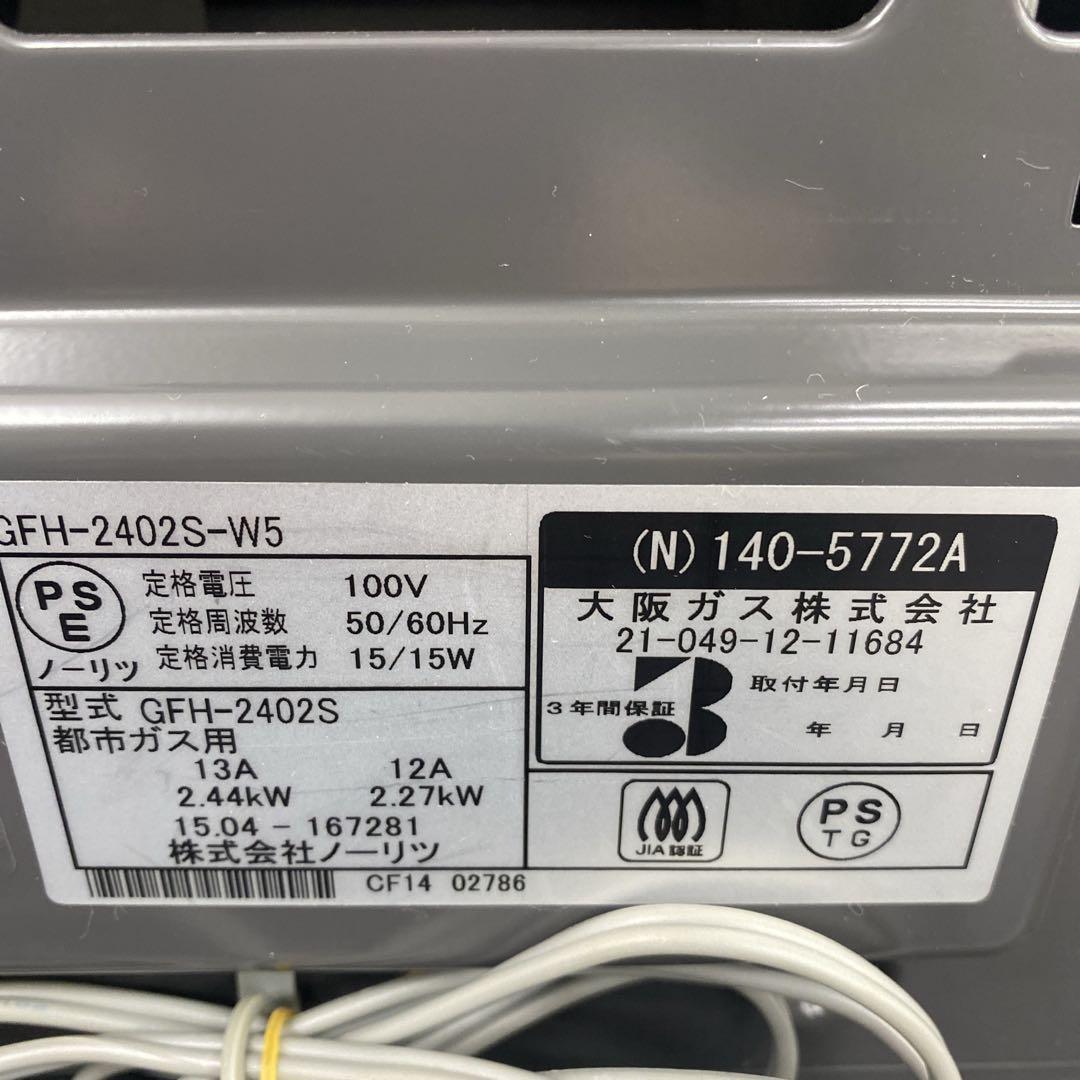 GFH-2402S-W5
PS
E
ノーリツ
定格電圧 100V
定格周波数 50/60Hz
定格消費電力 15/15W
型式 GFH-2402S
都市ガス用
13A 12A
2.44kW 2.27kW
15.04 - 167281
株式会社ノーリツ
CF14 02786
(N) 140-5772A
大阪ガス株式会社
21-049-12-11684
3年間保証
取付年月日
年 月 日
JIA 認証
PS
TG